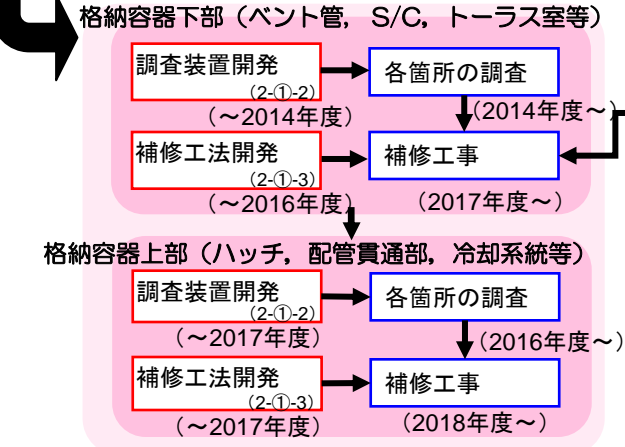 格納容器下部（ベント管，S/C，トーラス室等）
調査装置開発
(2-①-2)
（～2014年度）
各箇所の調査
（2014年度～）
補修工法開発
(2-①-3)
（～2016年度）
補修工事
（2017年度～）
格納容器上部（ハッチ，配管貫通部，冷却系統等）
調査装置開発
(2-①-2)
（～2017年度）
各箇所の調査
（2016年度～）
補修工法開発
(2-①-3)
（～2017年度）
補修工事
（2018年度～）